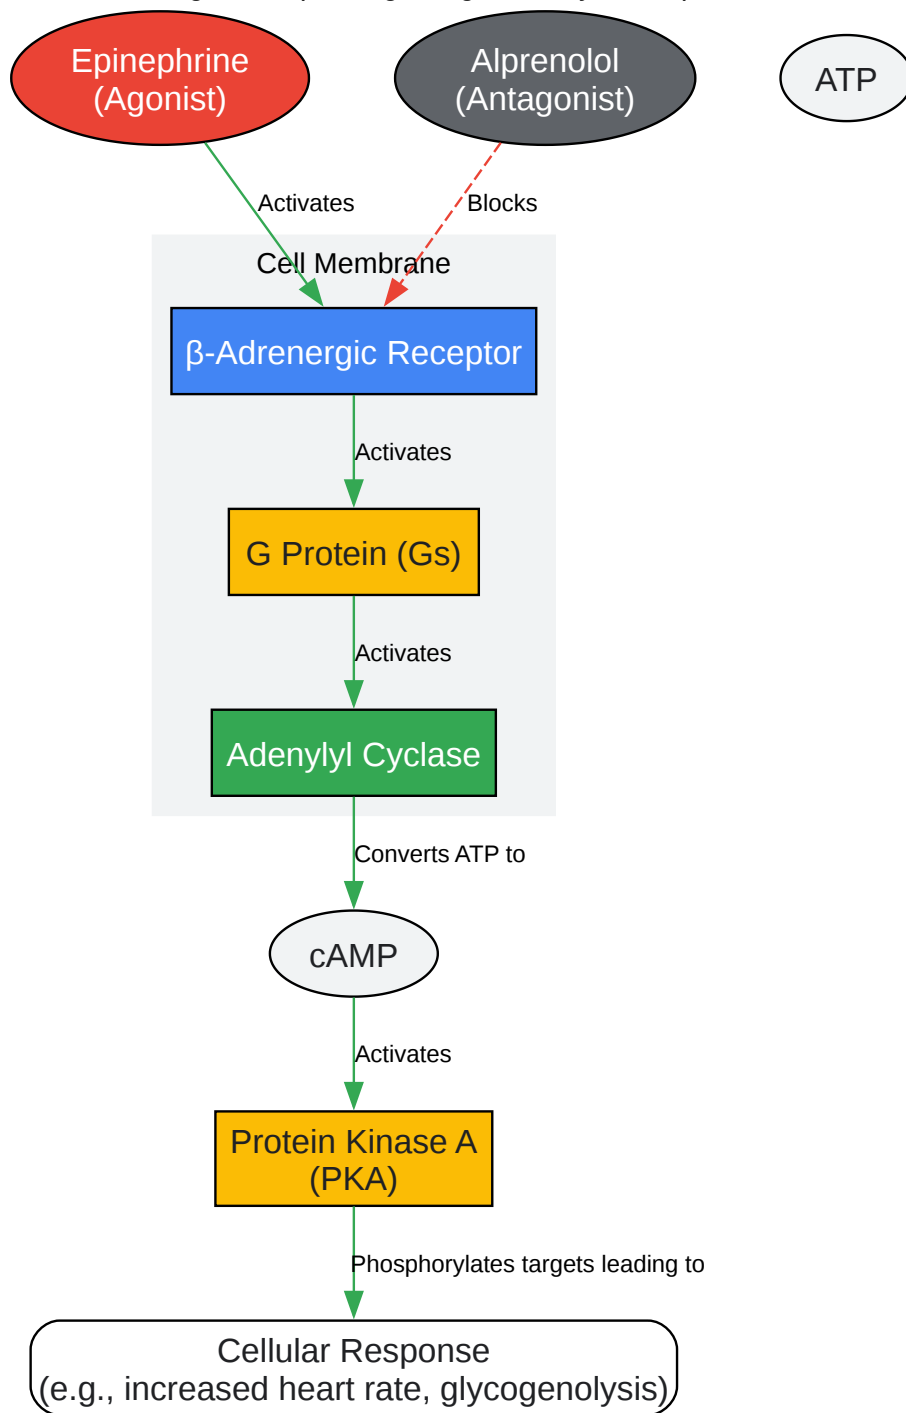 Epinephrine
(Agonist)
Alprenolol
(Antagonist)
ATP
Activates
Blocks
Cell Membrane
β-Adrenergic Receptor
Activates
G Protein (Gs)
Activates
Adenylyl Cyclase
Converts ATP to
cAMP
Activates
Protein Kinase A
(PKA)
Phosphorylates targets leading to
Cellular Response
(e.g., increased heart rate, glycogenolysis)